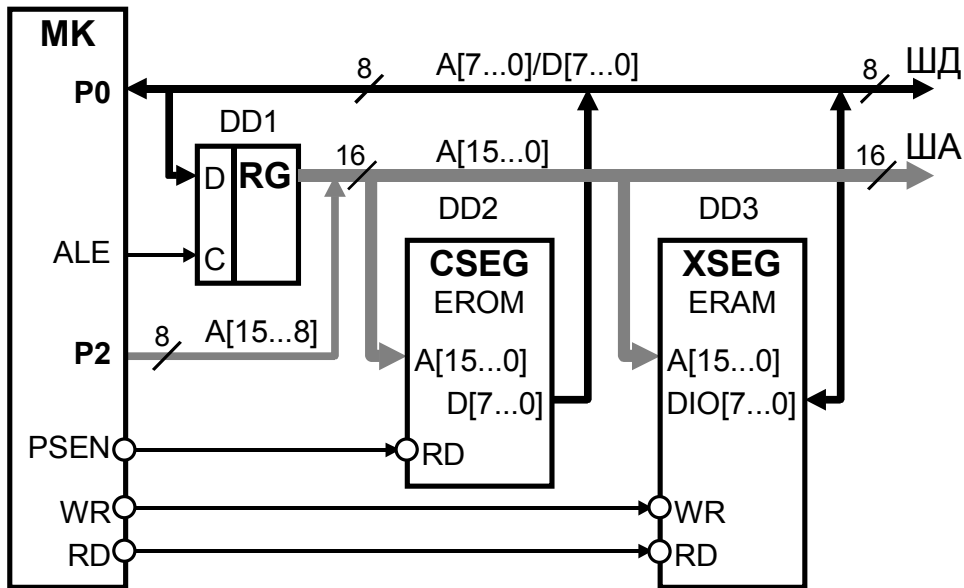 МК
P0
8
A[7...0]/D[7...0]
8
ШД
DD1
D
RG
16
A[15...0]
16
ША
DD2
DD3
ALE
C
CSEG
EROM
XSEG
ERAM
P2
8
A[15...8]
A[15...0]
D[7...0]
A[15...0]
DIO[7...0]
PSEN
RD
WR
WR
RD
RD